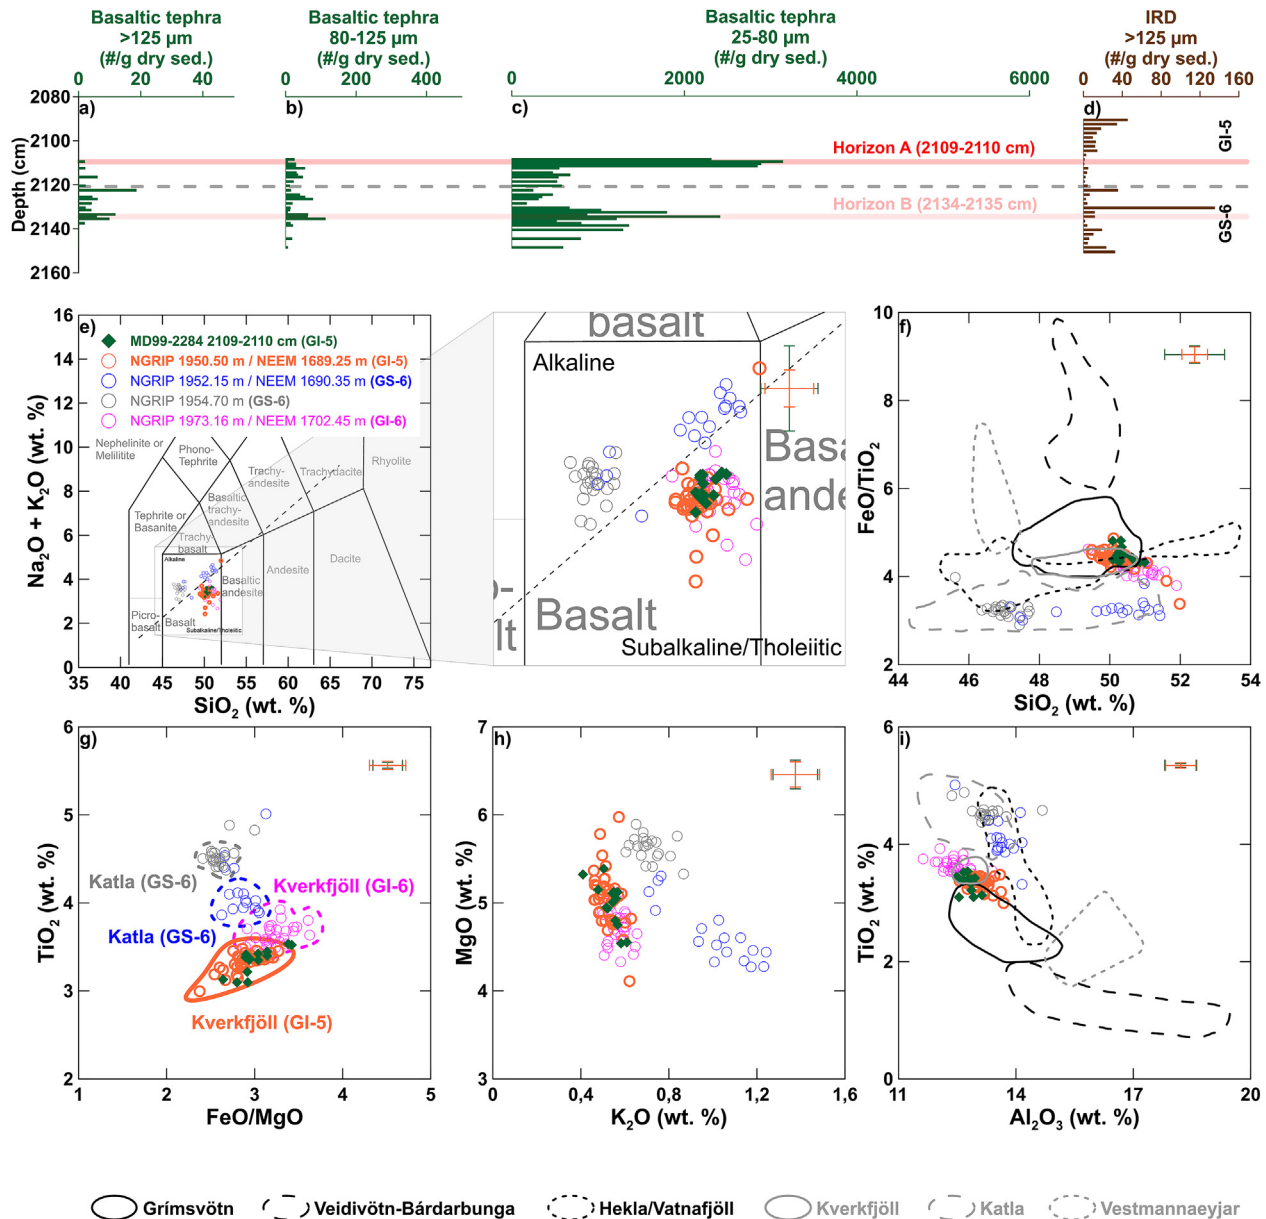 Basaltic tephra
>125 µm
(#/g dry sed.)
0 20 40
Basaltic tephra
80-125 µm
(#/g dry sed.)
0 200 400
Basaltic tephra
25-80 µm
(#/g dry sed.)
0 2000 4000 6000
IRD
>125 µm
(#/g dry sed.)
0 40 80 120 160
Depth (cm)
2080
2100
2120
2140
2160
a)
b)
c)
d)
Horizon A (2109-2110 cm)
Horizon B (2134-2135 cm)
GI-5
GS-6
e)
MD99-2284 2109-2110 cm (GI-5)
NGRIP 1950.50 m / NEEM 1689.25 m (GI-5)
NGRIP 1952.15 m / NEEM 1690.35 m (GS-6)
NGRIP 1954.70 m (GS-6)
NGRIP 1973.16 m / NEEM 1702.45 m (GI-6)
Na₂O + K₂O (wt. %)
16
14
12
10
8
6
4
2
0
Nephelinite or
Melilitite
Phono-
Tephrite
Trachy-
andesite
Trachydacite
Rhyolite
Basaltic
trachy-
andesite
Tephrite or
Basanite
Trachy-
basalt
Alkaline
Basaltic
andesite
Andesite
Dacite
Picro-
basalt
Basalt
Subalkaline/Tholeiitic
35 40 45 50 55 60 65 70 75
SiO₂ (wt. %)
basalt
Alkaline
Basa
ande
o-
lt
Basalt
Subalkaline/Tholeiitic
f)
FeO/TiO₂
10
8
6
4
2
44 46 48 50 52 54
SiO₂ (wt. %)
g)
TiO₂ (wt. %)
6
5
4
3
2
Katla (GS-6)
Kverkfjöll (GI-6)
Katla (GS-6)
Kverkfjöll (GI-5)
1 2 3 4 5
FeO/MgO
h)
MgO (wt. %)
7
6
5
4
3
0 0,4 0,8 1,2 1,6
K₂O (wt. %)
i)
TiO₂ (wt. %)
6
4
2
0
11 14 17 20
Al₂O₃ (wt. %)
Grímsvötn
Veidivötn-Bárdarbunga
Hekla/Vatnafjöll
Kverkfjöll
Katla
Vestmannaeyjar